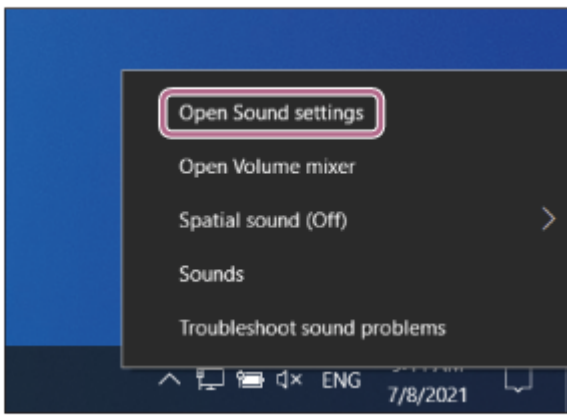 Open Sound settings
Open Volume mixer
Spatial sound (Off)
Sounds
Troubleshoot sound problems
ENG
7/8/2021